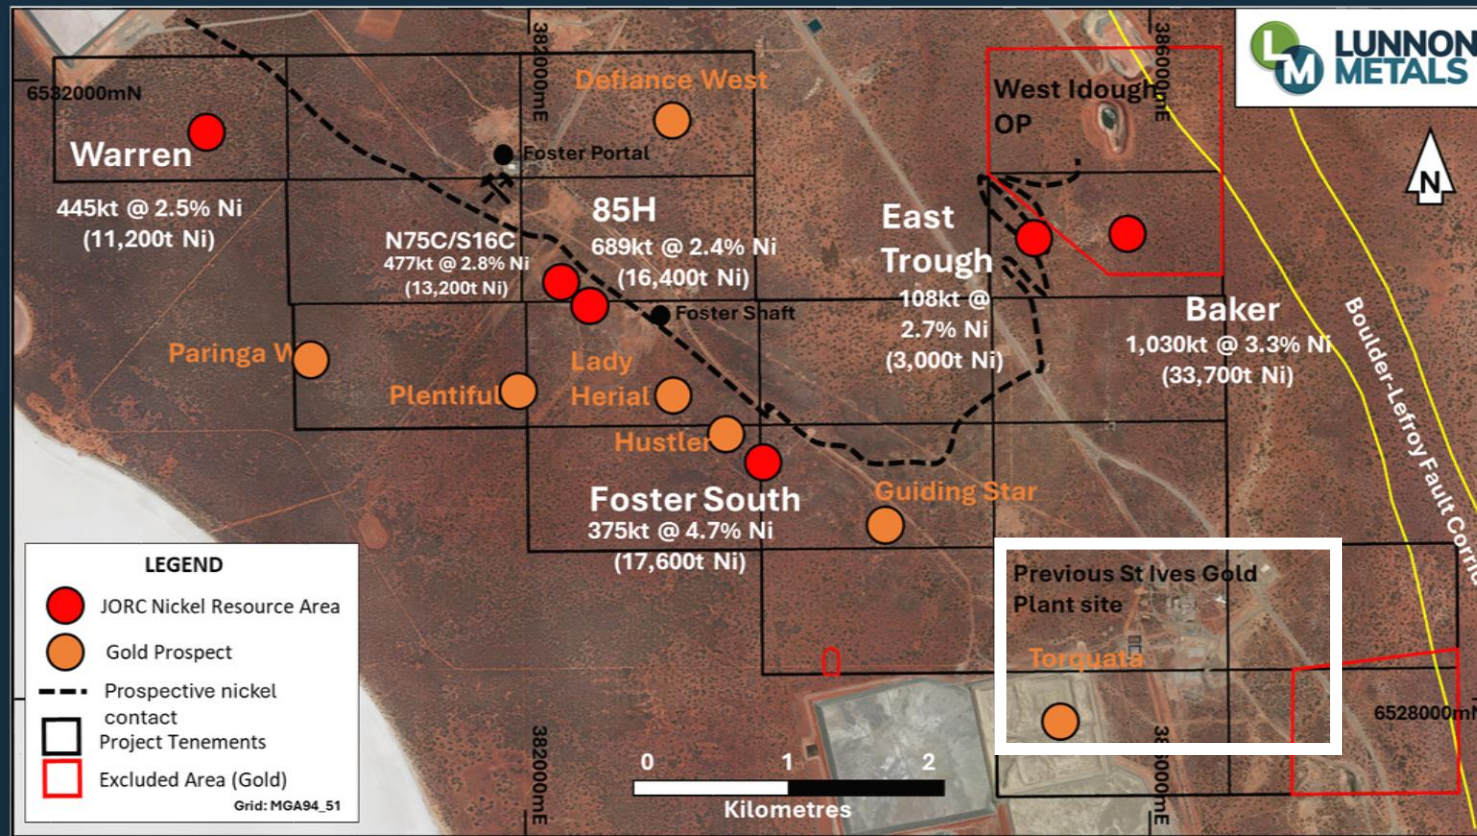 LUNNON
METALS
382000mE
386000mE
6532000mN
Defiance West
West Idough
OP
N
Warren
445kt @ 2.5% Ni
(11,200t Ni)
Foster Portal
85H
689kt @ 2.4% Ni
(16,400t Ni)
N75C/S16C
477kt @ 2.8% Ni
(13,200t Ni)
East
Trough
108kt @
2.7% Ni
(3,000t Ni)
Baker
1,030kt @ 3.3% Ni
(33,700t Ni)
Boulder-Lefroy Fault Corrid
Foster Shaft
Paringa W
Plentiful
Lady
Herial
Hustler
Foster South
375kt @ 4.7% Ni
(17,600t Ni)
Guiding Star
Previous St Ives Gold
Plant site
Torquata
6528000mN
382000mE
386000mE
LEGEND
JORC Nickel Resource Area
Gold Prospect
Prospective nickel
contact
Project Tenements
Excluded Area (Gold)
Grid: MGA94_51
0 1 2
Kilometres